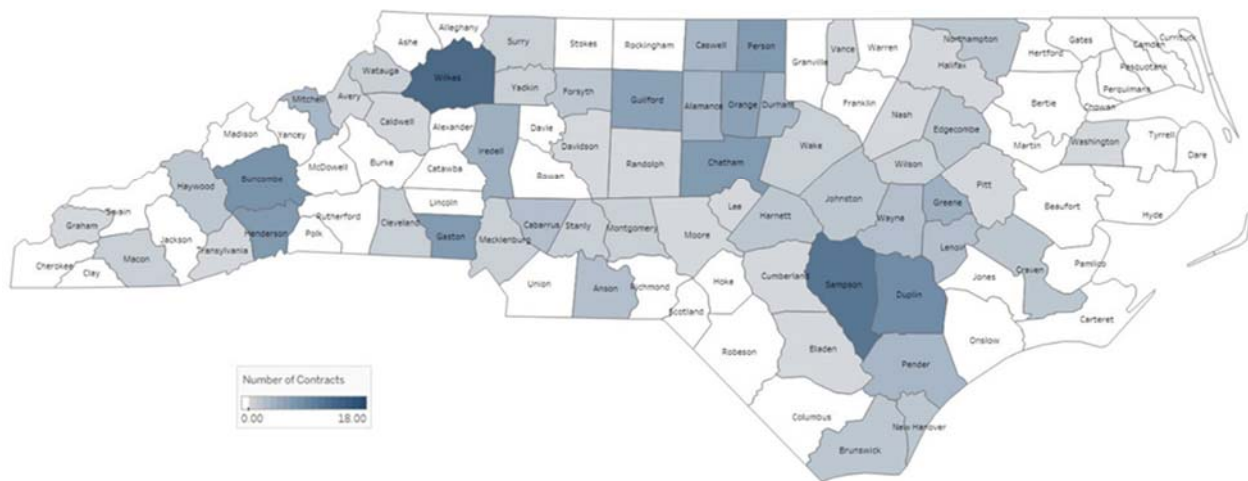 Alleghany
Ashe
Surry
Stokes
Rockingham
Caswell
Person
Vance
Warren
Northampton
Gates
Currituck
Camden
Hertford
Pasquotank
Granville
Halifax
Perquimans
Watauga
Wilkes
Yadkin
Forsyth
Guilford
Alamance
Orange
Durham
Franklin
Bertie
Chowan
Mitchell
Avery
Nash
Edgecombe
Madison
Yancey
Caldwell
Alexander
Iredell
Davie
Davidson
Randolph
Chatham
Wake
Martin
Washington
Tyrrell
Dare
McDowell
Burke
Catawba
Rowan
Wilson
Haywood
Buncombe
Pitt
Swain
Lincoln
Lee
Johnston
Greene
Beaufort
Hyde
Graham
Rutherford
Cleveland
Gaston
Cabarrus
Stanly
Montgomery
Moore
Harnett
Wayne
Jackson
Henderson
Polk
Mecklenburg
Transylvania
Lenoir
Craven
Macon
Cherokee
Clay
Union
Anson
Richmond
Hoke
Cumberland
Sampson
Duplin
Jones
Pamlico
Scotland
Carteret
Robeson
Bladen
Onslow
Pender
Columbus
New Hanover
Brunswick
Number of Contracts
0.00 18.00